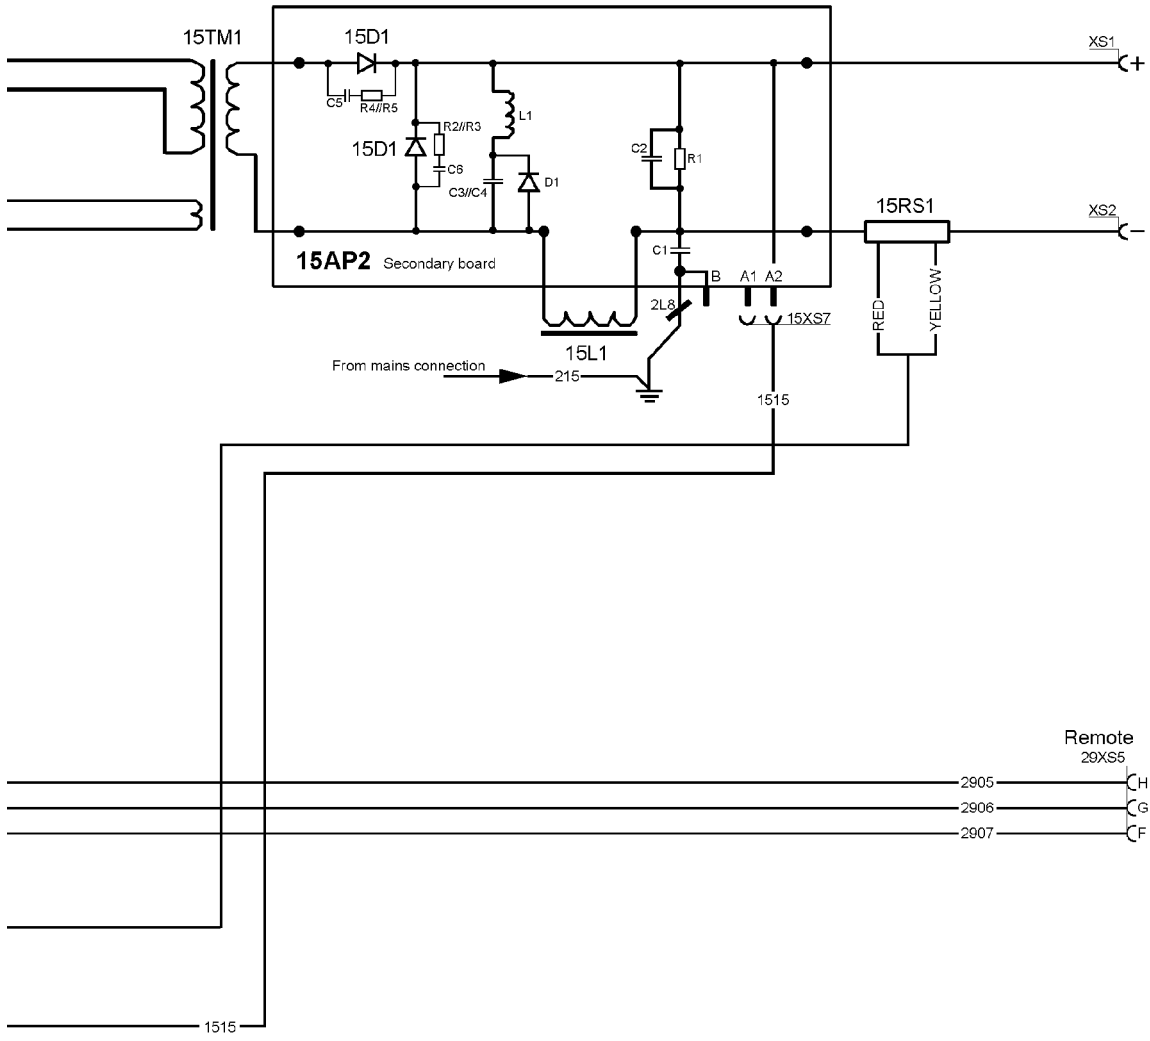 15TM1
15D1
XS1
+
C5
R4//R5
L1
R2//R3
15D1
C2
R1
C6
C3//C4
D1
15RS1
XS2
−
15AP2 Secondary board
C1
B
A1
A2
RED
YELLOW
2L8
15XS7
15L1
From mains connection
215
1515
Remote
29XS5
2905
H
2906
G
2907
F
1515